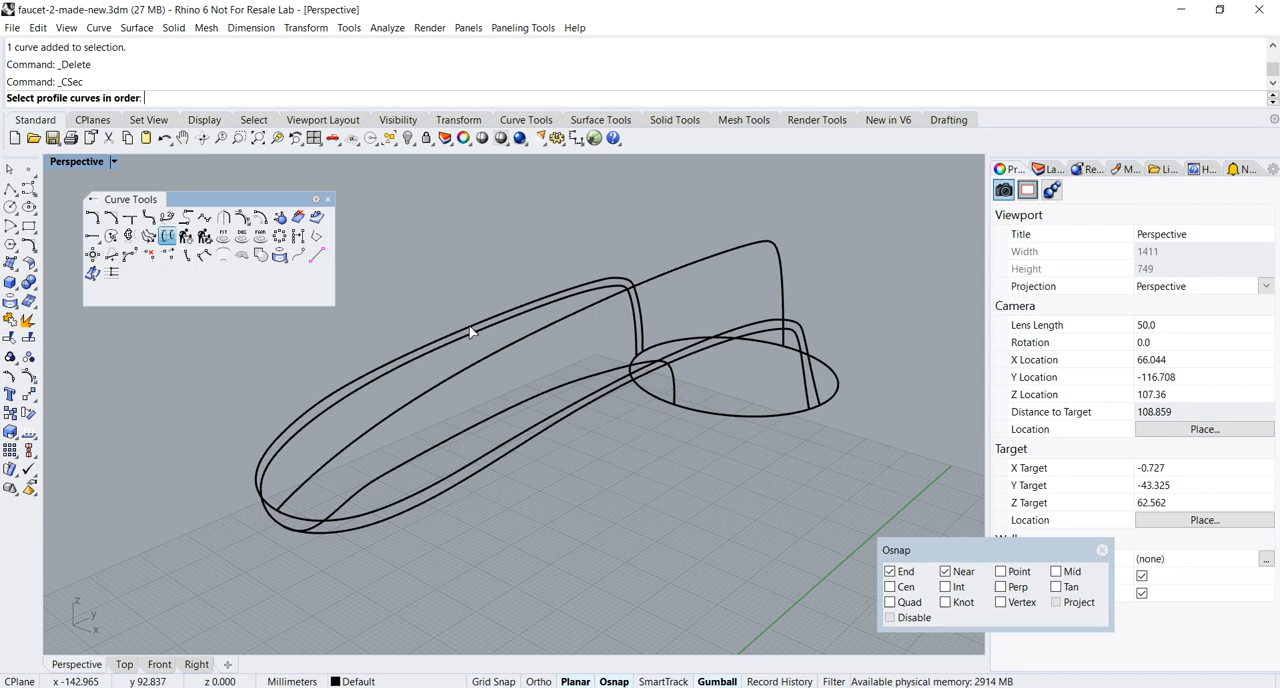 faucet-2-made-new.3dm (27 MB) - Rhino 6 Not For Resale Lab - [Perspective]
File Edit View Curve Surface Solid Mesh Dimension Transform Tools Analyze Render Panels Paneling Tools Help
1 curve added to selection.
Command: _Delete
Command: _CSec
Select profile curves in order:
Standard CPlanes Set View Display Select Viewport Layout Visibility Transform Curve Tools Surface Tools Solid Tools Mesh Tools Render Tools New in V6 Drafting
Perspective
Pr... La... Re... M... Li... H... N...
Curve Tools
FIT DEG FAIR
Viewport
Title Perspective
Width 1411
Height 749
Projection Perspective
Camera
Lens Length 50.0
Rotation 0.0
X Location 66.044
Y Location -116.708
Z Location 107.36
Distance to Target 108.859
Location Place...
Target
X Target -0.727
Y Target -43.325
Z Target 62.562
Location Place...
(none) ...
Osnap
End Near Point Mid
Cen Int Perp Tan
Quad Knot Vertex Project
Disable
z
y
x
Perspective Top Front Right
CPlane x -142.965 y 92.837 z 0.000 Millimeters Default Grid Snap Ortho Planar Osnap SmartTrack Gumball Record History Filter Available physical memory: 2914 MB